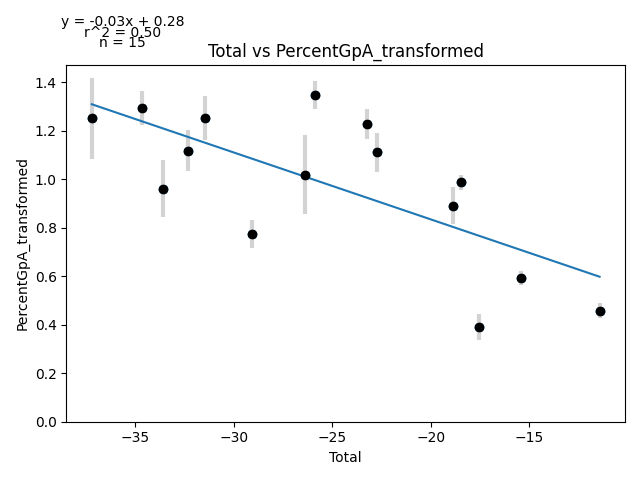 y = -0.03x + 0.28
r^2 = 0.50
n = 15
Total vs PercentGpA_transformed
PercentGpA_transformed
1.4
1.2
1.0
0.8
0.6
0.4
0.2
0.0
−35
−30
−25
−20
−15
Total